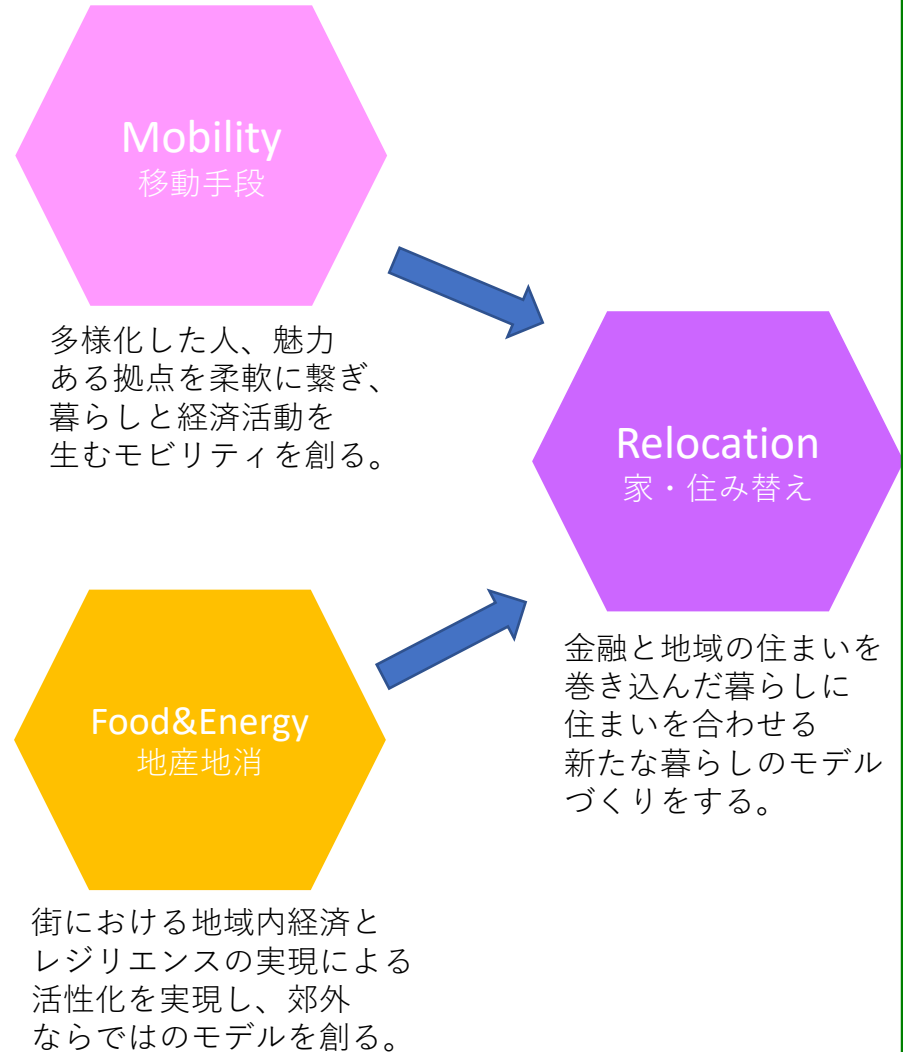 Mobility
移動手段
多様化した人、魅力
ある拠点を柔軟に繋ぎ、
暮らしと経済活動を
生むモビリティを創る。
Relocation
家・住み替え
金融と地域の住まいを
巻き込んだ暮らしに
住まいを合わせる
新たな暮らしのモデル
づくりをする。
Food&Energy
地産地消
街における地域内経済と
レジリエンスの実現による
活性化を実現し、郊外
ならではのモデルを創る。